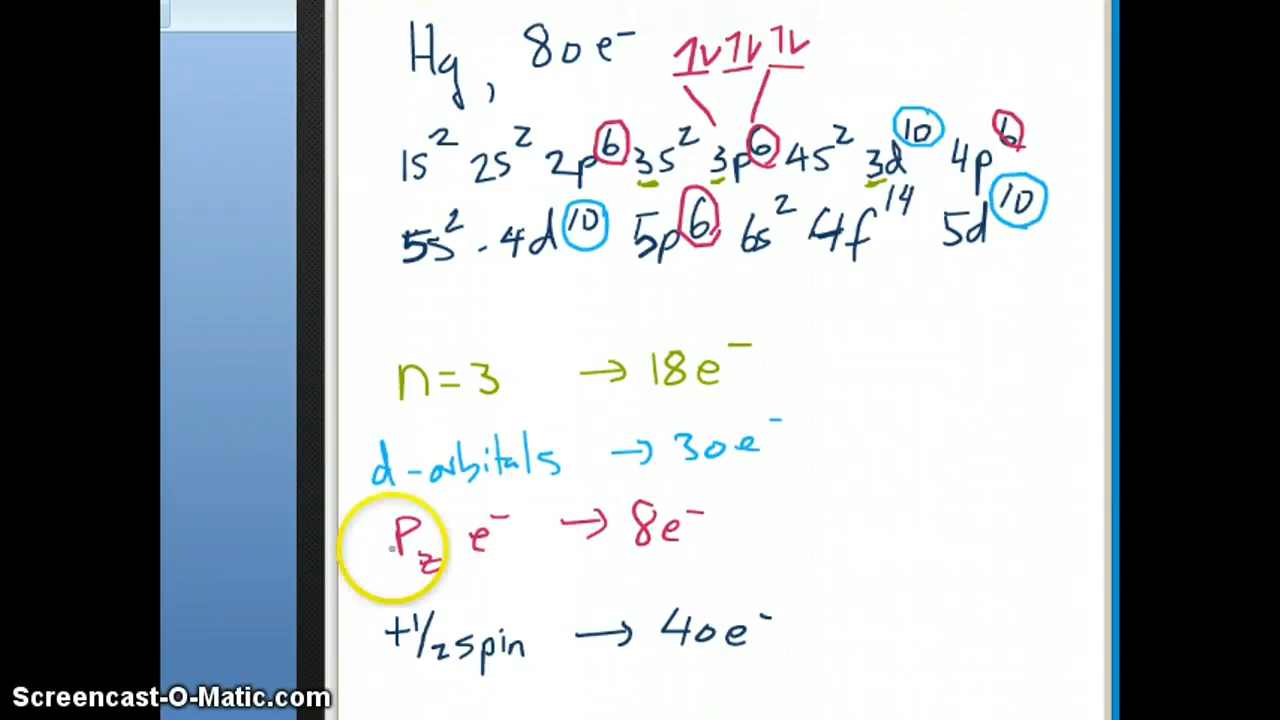 Hg, 80e⁻ 1↓ 1↓ 1↓
1s² 2s² 2p⁶ 3s² 3p⁶ 4s² 3d¹⁰ 4p⁶
5s² - 4d¹⁰ 5p⁶ 6s² 4f¹⁴ 5d¹⁰
n=3 → 18e⁻
d-orbitals → 30e⁻
Pz e⁻ → 8e⁻
+1/2 spin → 40e⁻
Screencast-O-Matic.com